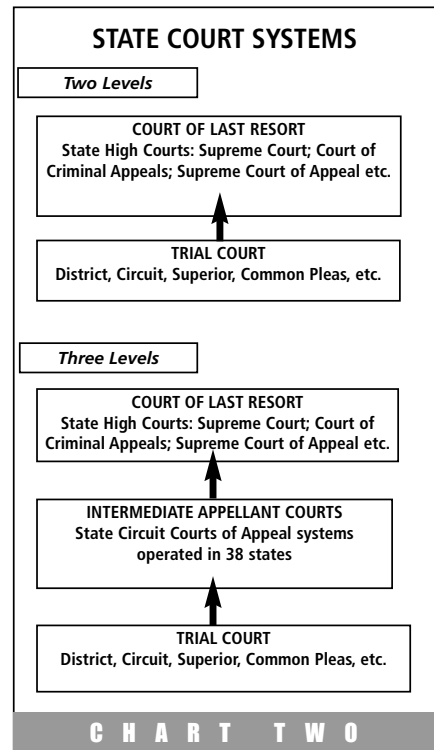 STATE COURT SYSTEMS
Two Levels
COURT OF LAST RESORT
State High Courts: Supreme Court; Court of
Criminal Appeals; Supreme Court of Appeal etc.
TRIAL COURT
District, Circuit, Superior, Common Pleas, etc.
Three Levels
COURT OF LAST RESORT
State High Courts: Supreme Court; Court of
Criminal Appeals; Supreme Court of Appeal etc.
INTERMEDIATE APPELLANT COURTS
State Circuit Courts of Appeal systems
operated in 38 states
TRIAL COURT
District, Circuit, Superior, Common Pleas, etc.
CHART TWO